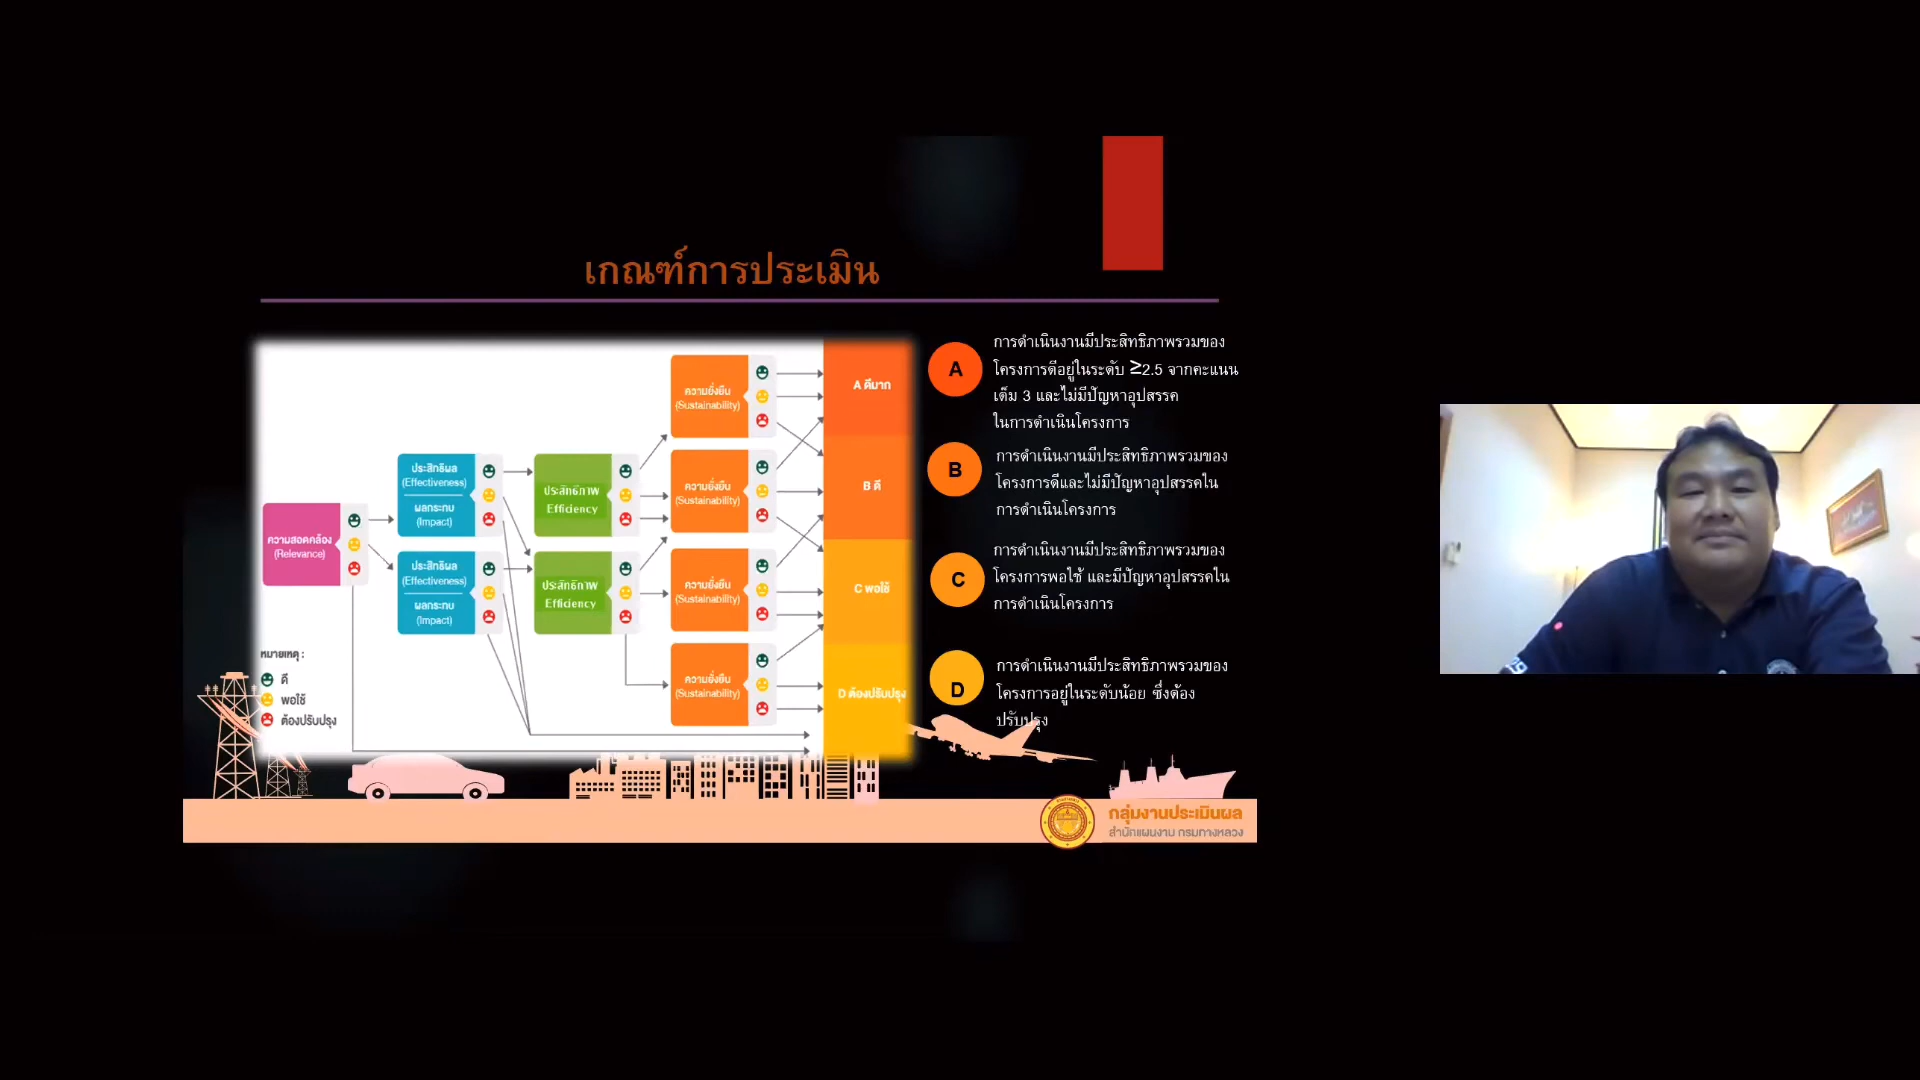 เกณฑ์การประเมิน
ความสอดคล้อง
(Relevance)
ประสิทธิผล
(Effectiveness)
ผลกระทบ
(Impact)
ประสิทธิผล
(Effectiveness)
ผลกระทบ
(Impact)
ประสิทธิภาพ
Efficiency
ประสิทธิภาพ
Efficiency
ความยั่งยืน
(Sustainability)
ความยั่งยืน
(Sustainability)
ความยั่งยืน
(Sustainability)
ความยั่งยืน
(Sustainability)
A ดีมาก
B ดี
C พอใช้
D ต้องปรับปรุง
หมายเหตุ :
ดี
พอใช้
ต้องปรับปรุง
A
การดำเนินงานมีประสิทธิภาพรวมของ
โครงการดีอยู่ในระดับ ≥2.5 จากคะแนน
เต็ม 3 และไม่มีปัญหาอุปสรรค
ในการดำเนินโครงการ
B
การดำเนินงานมีประสิทธิภาพรวมของ
โครงการดีและไม่มีปัญหาอุปสรรคใน
การดำเนินโครงการ
C
การดำเนินงานมีประสิทธิภาพรวมของ
โครงการพอใช้ และมีปัญหาอุปสรรคใน
การดำเนินโครงการ
D
การดำเนินงานมีประสิทธิภาพรวมของ
โครงการอยู่ในระดับน้อย ซึ่งต้อง
ปรับปรุง
กลุ่มงานประเมินผล
สำนักแผนงาน กรมทางหลวง